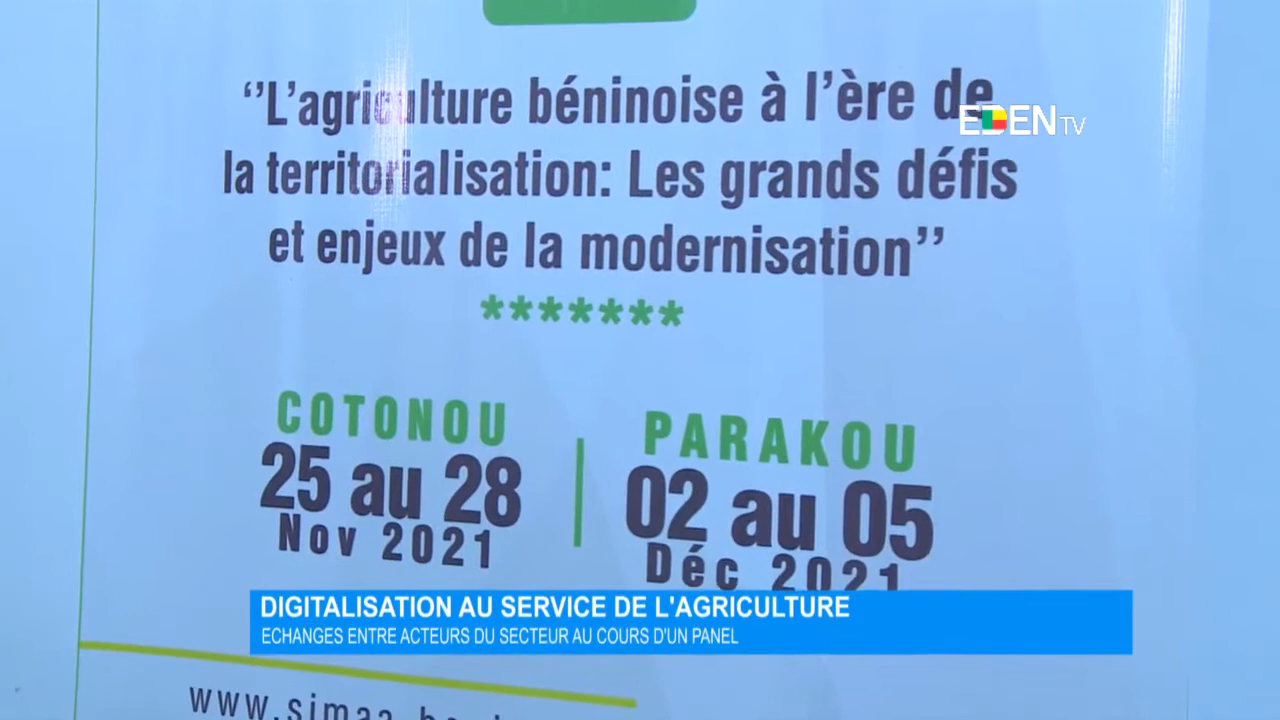 ‘’L'agriculture béninoise à l'ère de
EDEN TV
la territorialisation: Les grands défis
et enjeux de la modernisation’’
*******
COTONOU
25 au 28
Nov 2021
PARAKOU
02 au 05
Déc 2021
DIGITALISATION AU SERVICE DE L'AGRICULTURE
ECHANGES ENTRE ACTEURS DU SECTEUR AU COURS D'UN PANEL